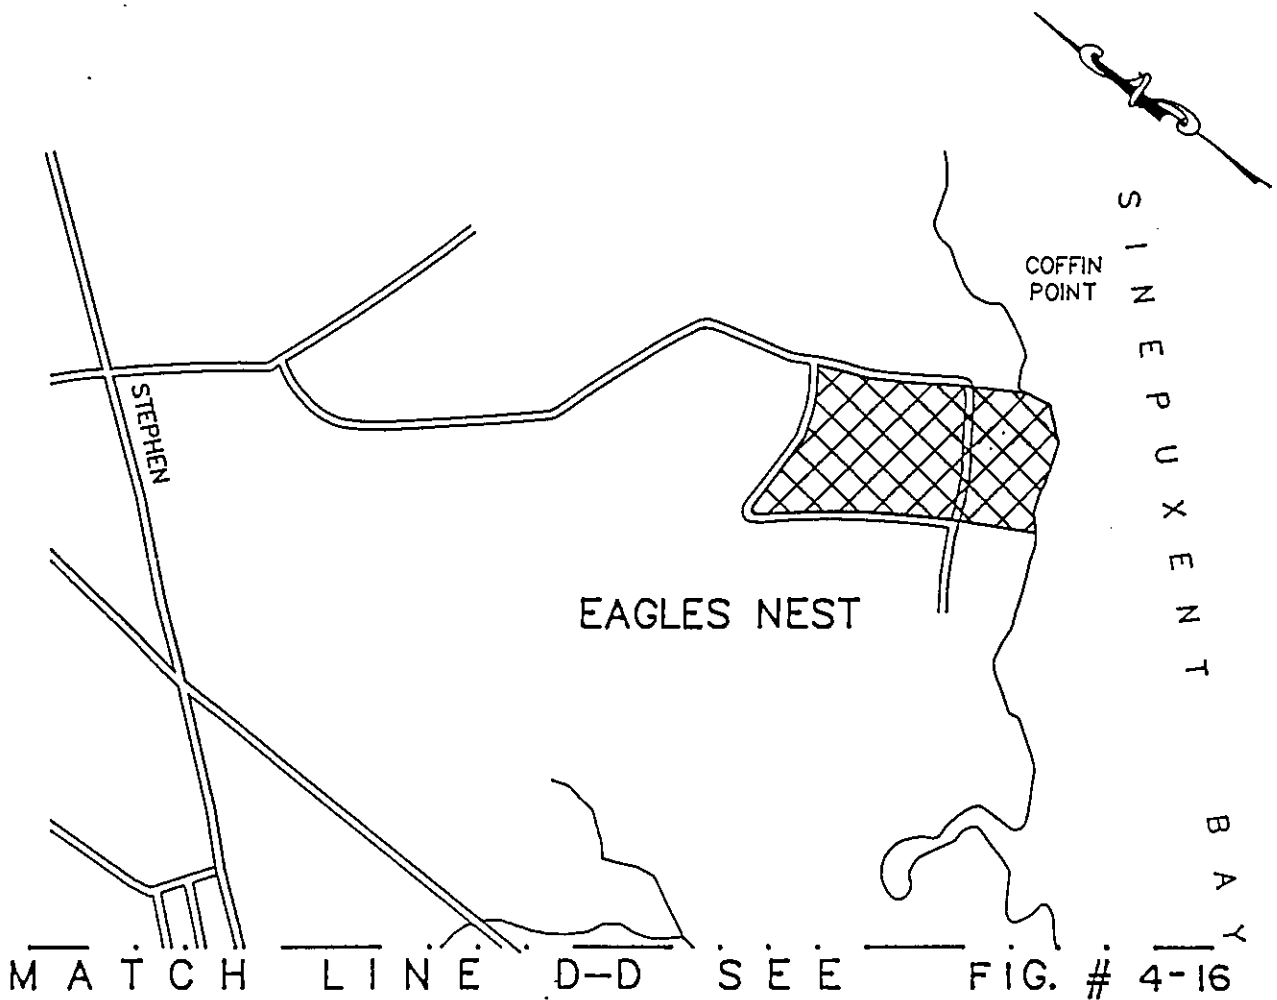 COFFIN
POINT
SINEPUXENT BAY
STEPHEN
EAGLES NEST
MATCH LINE D-D SEE FIG. # 4-16